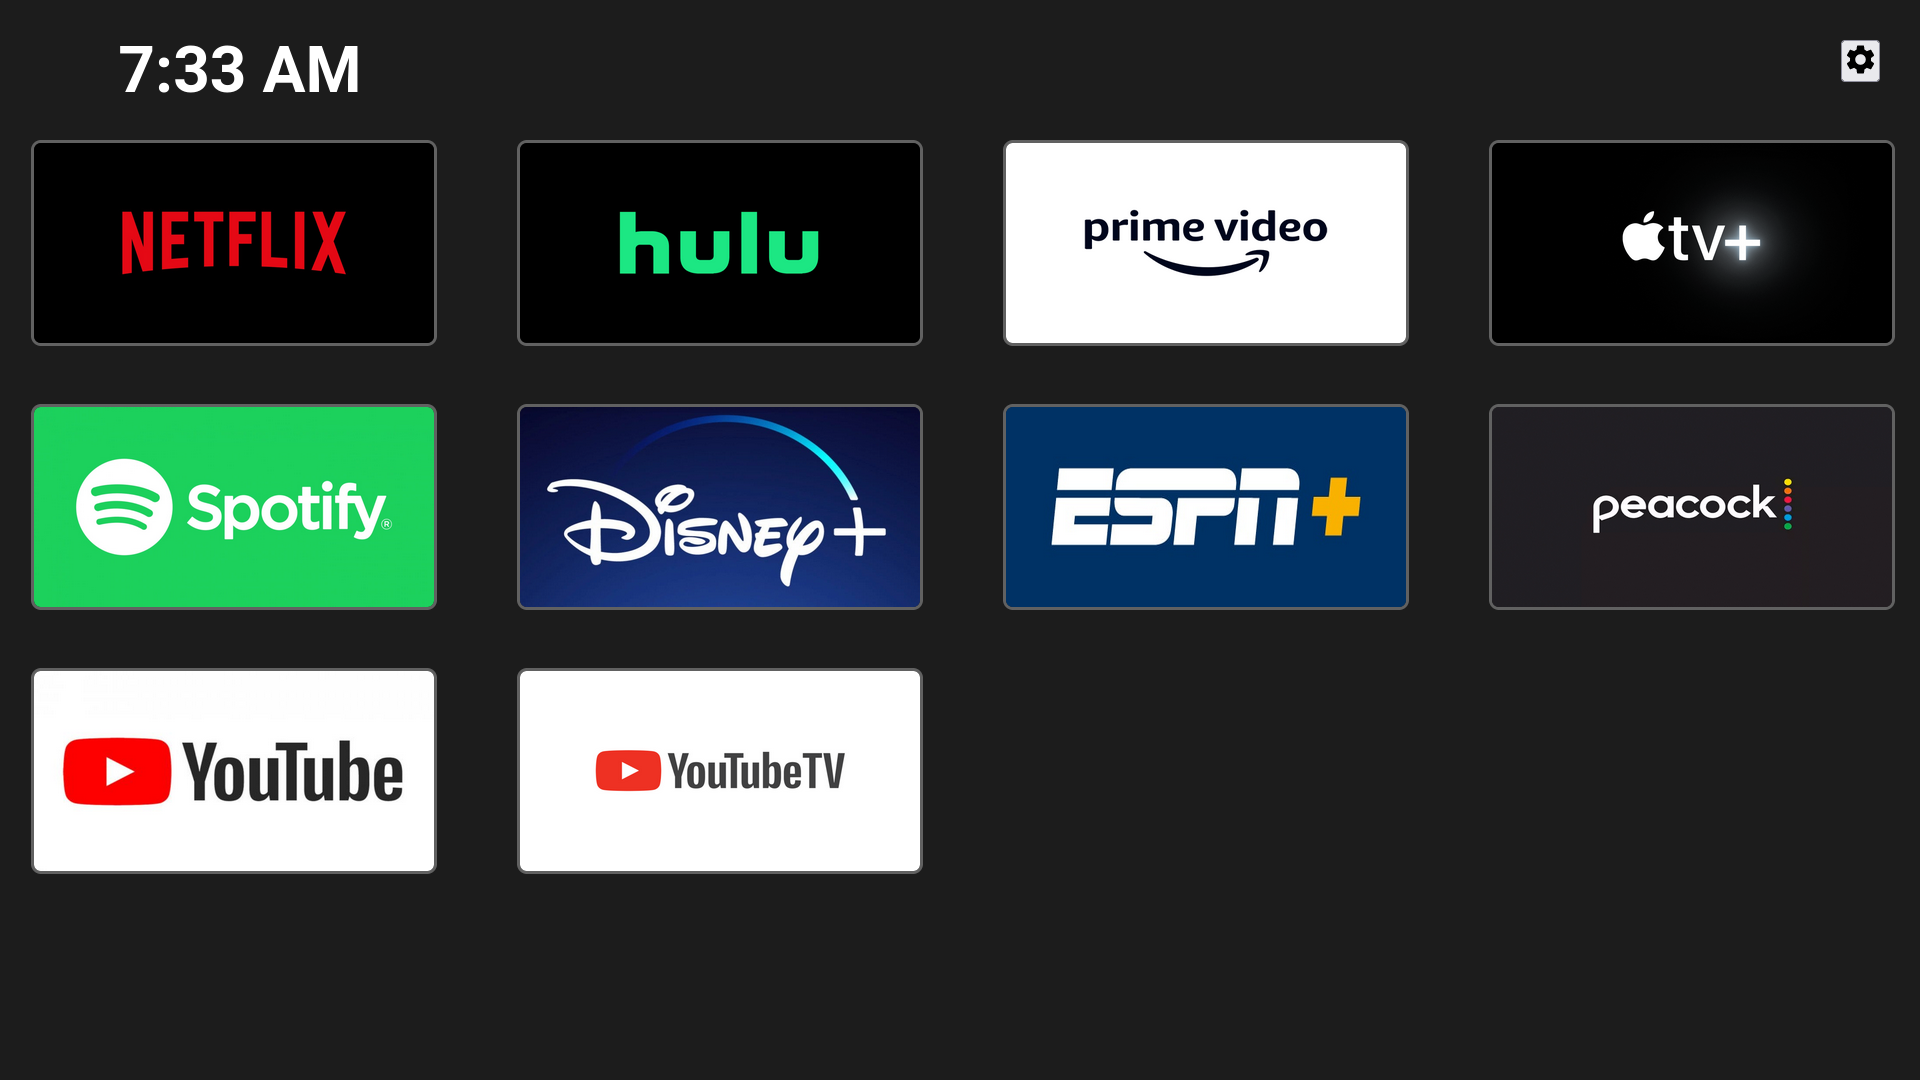 7:33 AM
NETFLIX
hulu
prime video
tv+
Spotify®
Disney+
ESPN+
peacock
YouTube
YouTubeTV